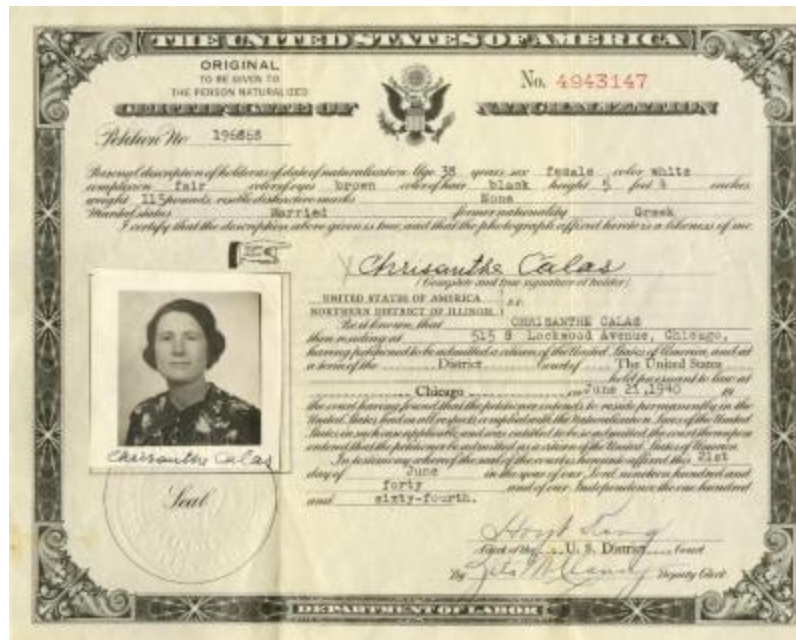 THE UNITED STATES OF AMERICA
ORIGINAL
TO BE GIVEN TO
THE PERSON NATURALIZED
No. 4943147
CERTIFICATE OF NATURALIZATION
Petition No 196868
Personal description of holder as of date of naturalization: Age 38 years sex female color white
complexion fair color of eyes brown color of hair black height 5 feet 4 inches
weight 115 pounds visible distinctive marks None
Marital status Married former nationality Greek
I certify that the description above given is true, and that the photograph affixed hereto is a likeness of me.
Chrisanthe Calas
(Complete and true signature of holder)
UNITED STATES OF AMERICA
NORTHERN DISTRICT OF ILLINOIS } s.s.
Be it known, that CHRISANTHE CALAS
then residing at 515 S Lockwood Avenue, Chicago,
having petitioned to be admitted a citizen of the United States of America, and at
a term of the District Court of The United States
held pursuant to law at
Chicago on June 21, 1940
the court having found that the petitioner intends to reside permanently in the
United States, had in all respects complied with the Naturalization Laws of the United
States in such case applicable, and was entitled to be so admitted, the court thereupon
ordered that the petitioner be admitted as a citizen of the United States of America.
In testimony whereof the seal of the court is hereunto affixed this 21st
day of June in the year of our Lord nineteen hundred and
forty and of our Independence the one hundred
and sixty-fourth.
Chrisanthe Calas
Seal
Hoyt King
Clerk of the U. S. District Court
By Deputy Clerk
DEPARTMENT OF LABOR